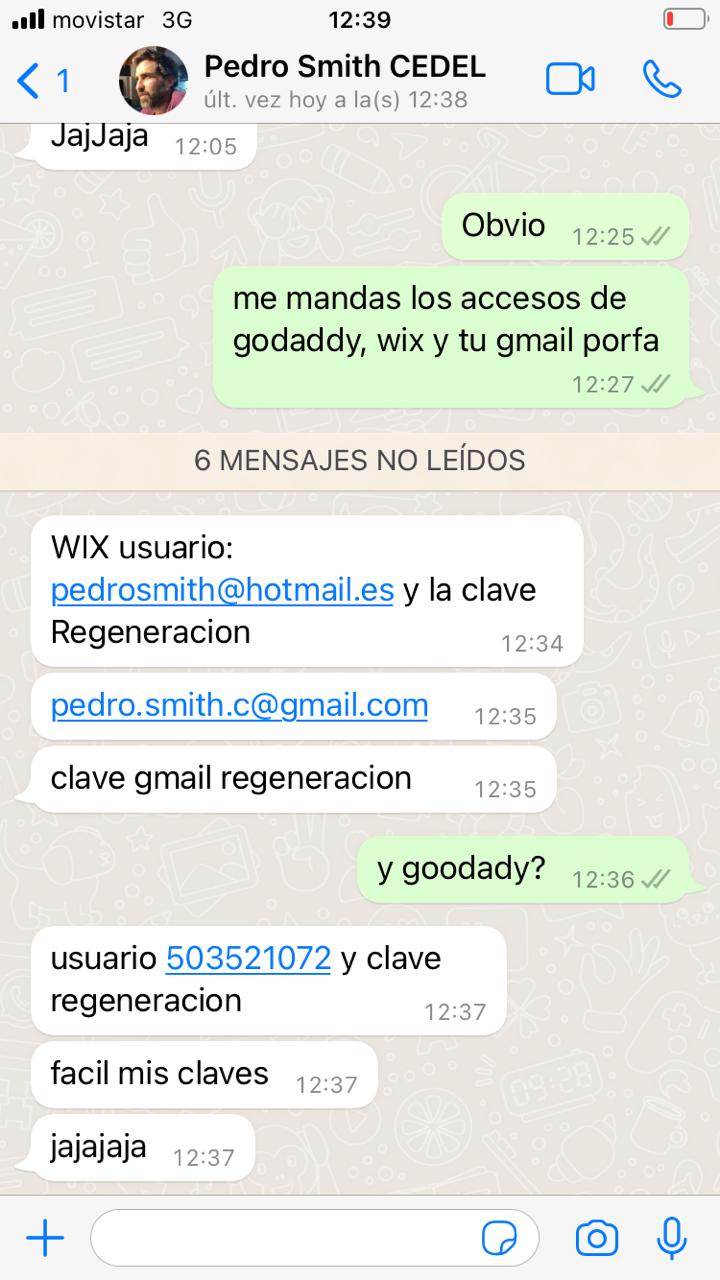 movistar 3G 12:39
1
Pedro Smith CEDEL
últ. vez hoy a la(s) 12:38
JajJaja 12:05
Obvio 12:25
me mandas los accesos de
godaddy, wix y tu gmail porfa
12:27
6 MENSAJES NO LEÍDOS
WIX usuario:
pedrosmith@hotmail.es y la clave
Regeneracion 12:34
pedro.smith.c@gmail.com 12:35
clave gmail regeneracion 12:35
y goodady? 12:36
usuario 503521072 y clave
regeneracion 12:37
facil mis claves 12:37
jajajaja 12:37